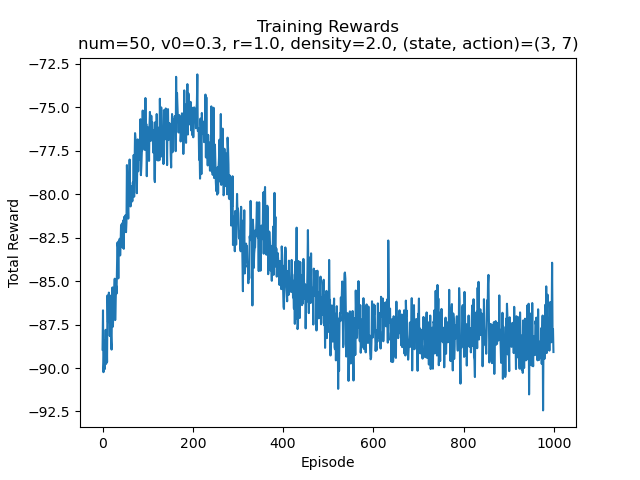 Training Rewards
num=50, v0=0.3, r=1.0, density=2.0, (state, action)=(3, 7)
−72.5
−75.0
−77.5
−80.0
−82.5
−85.0
−87.5
−90.0
−92.5
Total Reward
0 200 400 600 800 1000
Episode